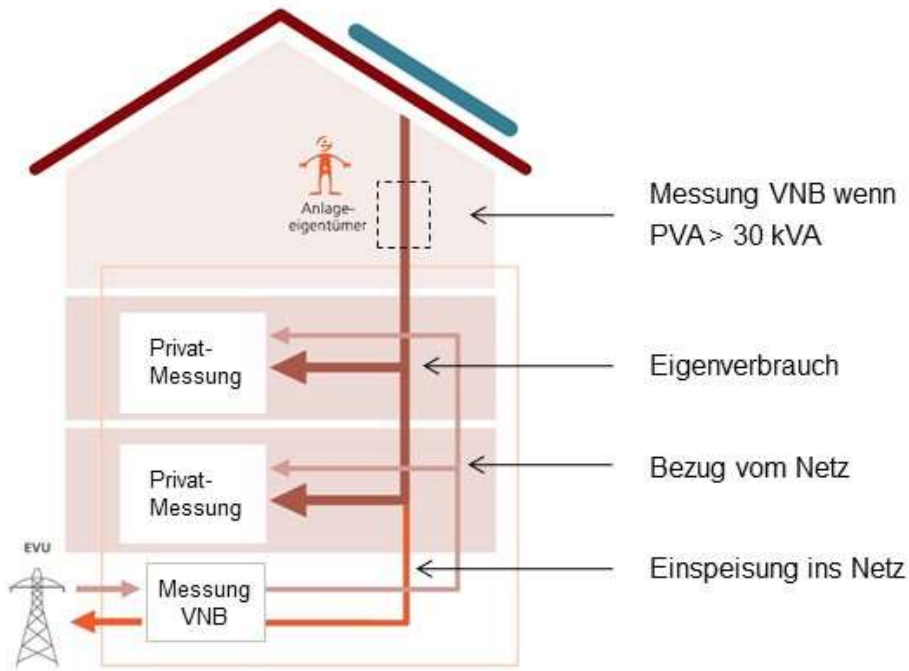 Anlage-
eigentümer
Messung VNB wenn
PVA > 30 kVA
Privat-
Messung
Eigenverbrauch
Privat-
Messung
Bezug vom Netz
EVU
Messung
VNB
Einspeisung ins Netz